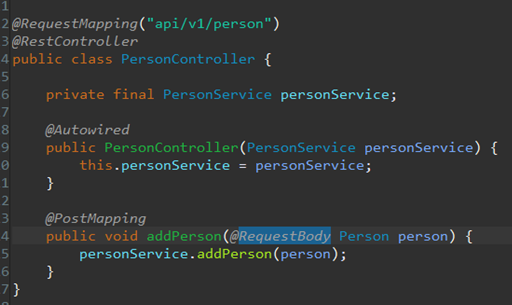 1
2 @RequestMapping("api/v1/person")
3 @RestController
4 public class PersonController {
5
6     private final PersonService personService;
7
8     @Autowired
9     public PersonController(PersonService personService) {
0         this.personService = personService;
1     }
2
3     @PostMapping
4     public void addPerson(@RequestBody Person person) {
5         personService.addPerson(person);
6     }
7 }